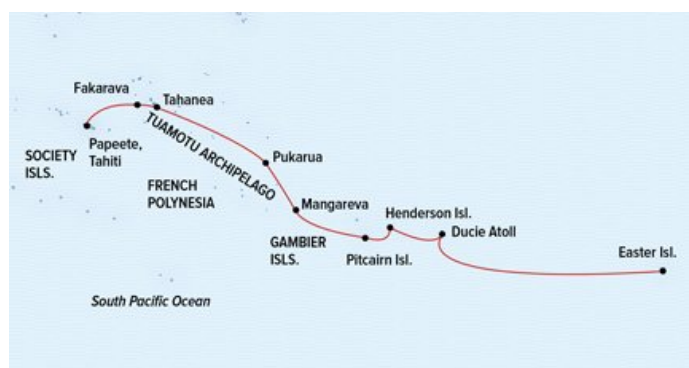 Fakarava
Tahanea
Papeete,
Tahiti
SOCIETY
ISLS.
TUAMOTU ARCHIPELAGO
FRENCH
POLYNESIA
Pukarua
Mangareva
GAMBIER
ISLS.
Henderson Isl.
Pitcairn Isl.
Ducie Atoll
Easter Isl.
South Pacific Ocean